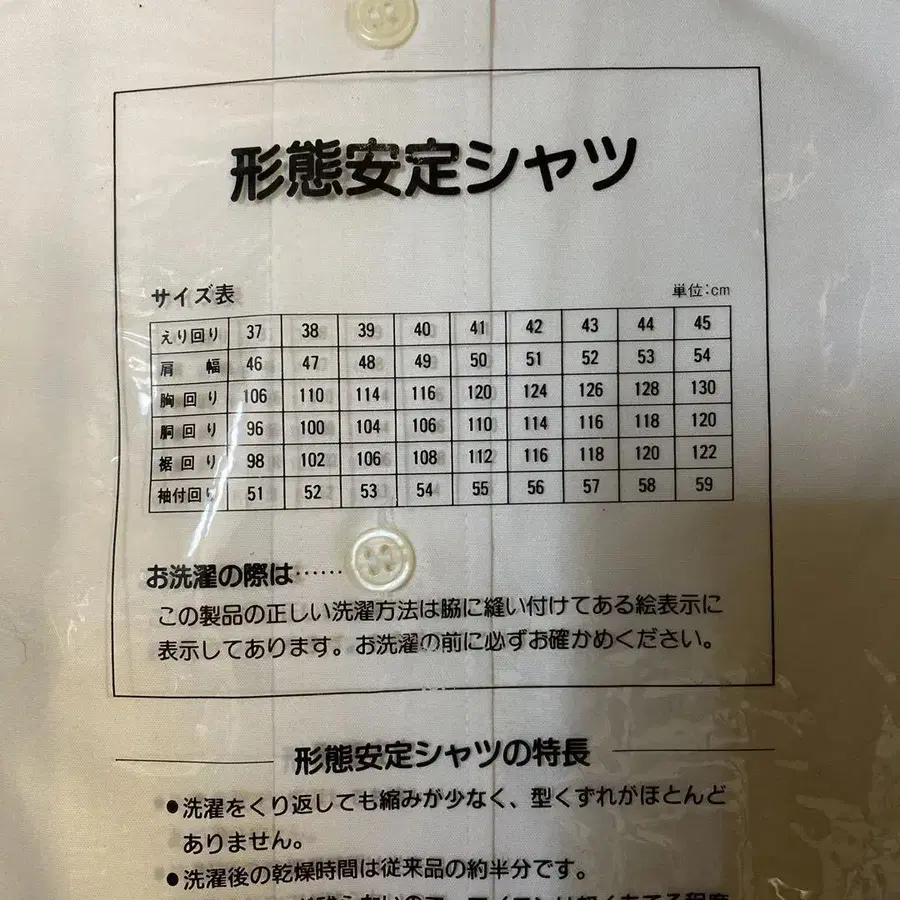 形態安定シャツ
サイズ表 単位:cm
えり回り 37 38 39 40 41 42 43 44 45
肩幅 46 47 48 49 50 51 52 53 54
胸回り 106 110 114 116 120 124 126 128 130
胴回り 96 100 104 106 110 114 116 118 120
裾回り 98 102 106 108 112 116 118 120 122
袖付回り 51 52 53 54 55 56 57 58 59
お洗濯の際は……
この製品の正しい洗濯方法は脇に縫い付けてある絵表示に
表示してあります。お洗濯の前に必ずお確かめください。
形態安定シャツの特長
●洗濯をくり返しても縮みが少なく、型くずれがほとんど
ありません。
●洗濯後の乾燥時間は従来品の約半分です。